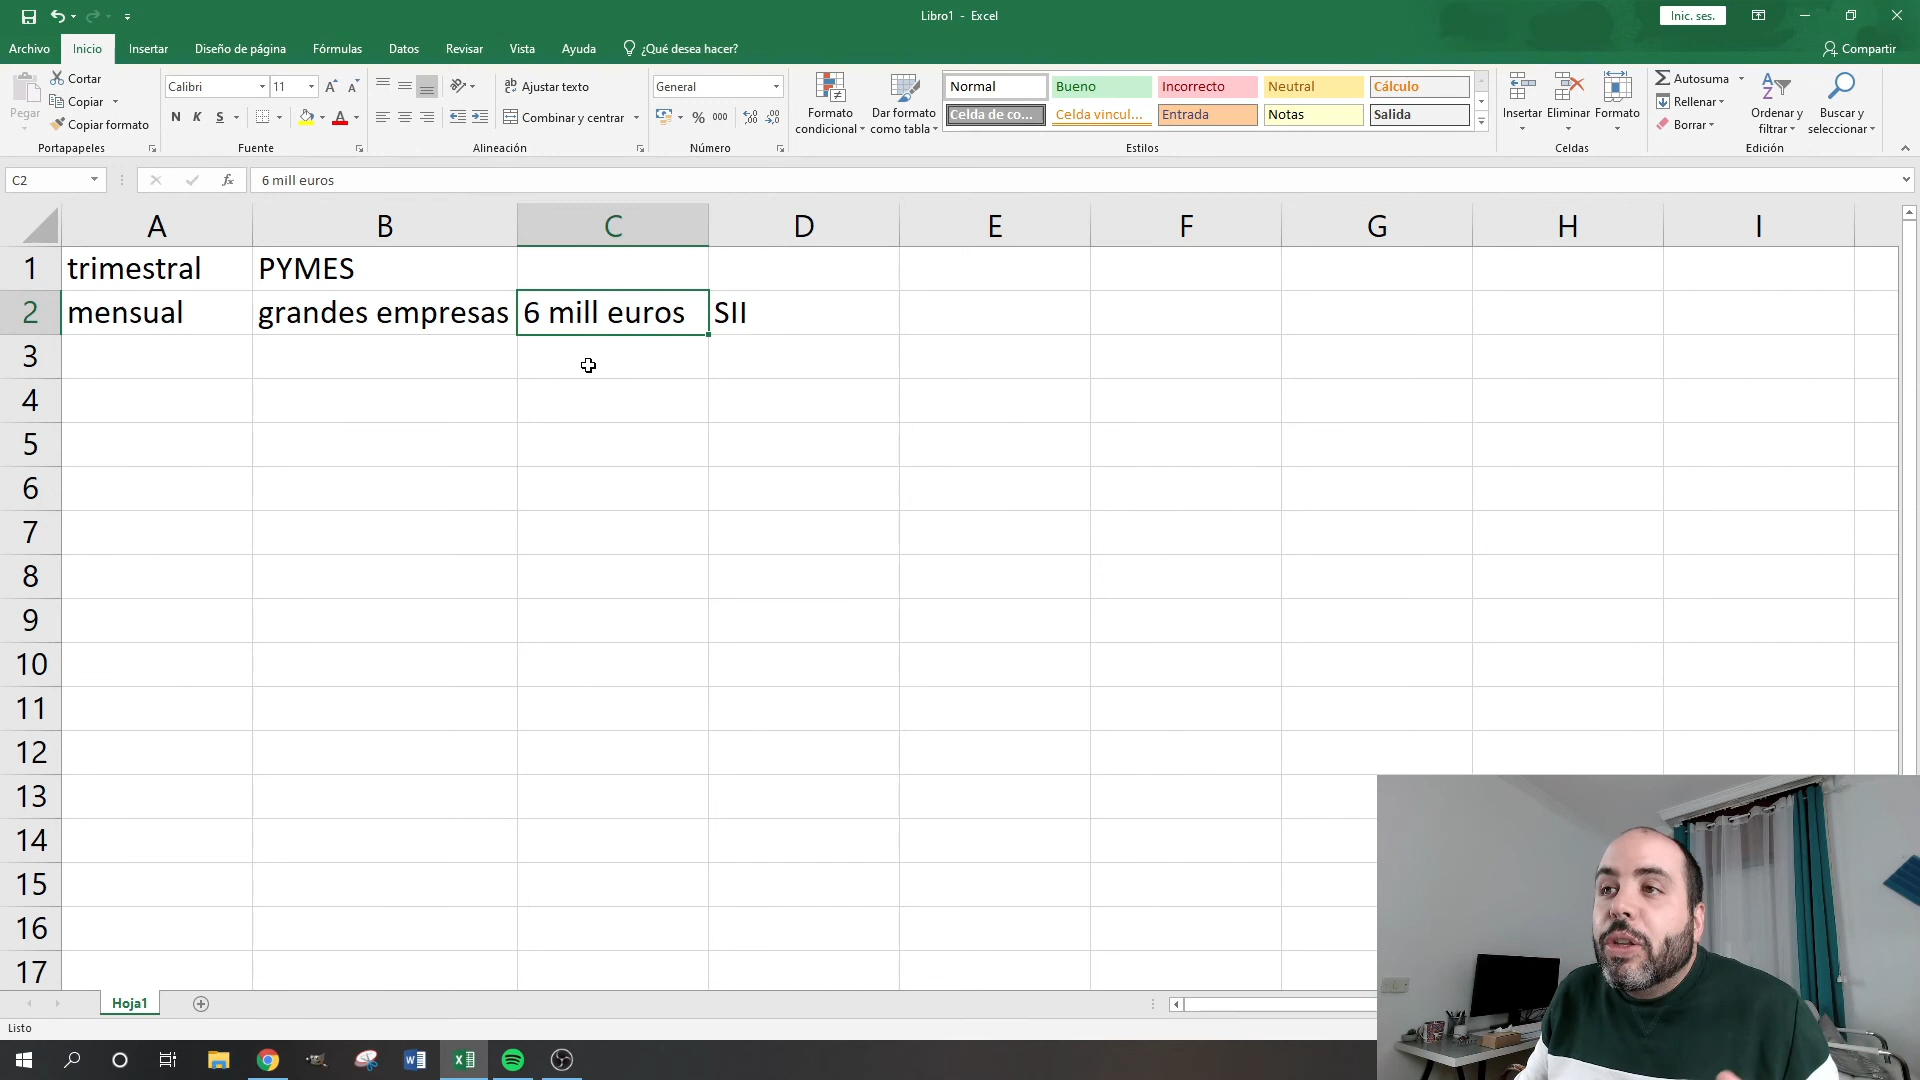 Libro1 - Excel
Inic. ses.
Archivo Inicio Insertar Diseño de página Fórmulas Datos Revisar Vista Ayuda ¿Qué desea hacer? Compartir
Pegar
Cortar
Copiar
Copiar formato
Portapapeles
Calibri 11
N K S
Fuente
Ajustar texto
Combinar y centrar
Alineación
General
% 000
Número
Formato condicional
Dar formato como tabla
Normal Bueno Incorrecto Neutral Cálculo
Celda de co... Celda vincul... Entrada Notas Salida
Estilos
Insertar Eliminar Formato
Celdas
Autosuma
Rellenar
Borrar
Ordenar y filtrar
Buscar y seleccionar
Edición
C2 fx 6 mill euros
A B C D E F G H I
1 trimestral PYMES
2 mensual grandes empresas 6 mill euros SII
3
4
5
6
7
8
9
10
11
12
13
14
15
16
17
Hoja1
Listo